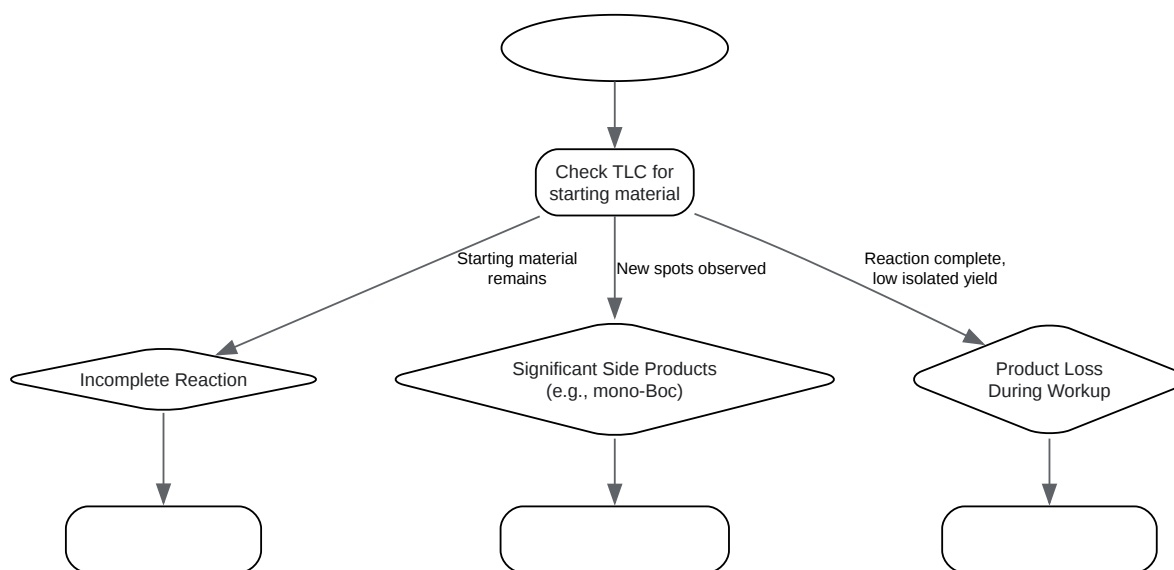 Check TLC for
starting material
Starting material
remains
New spots observed
Reaction complete,
low isolated yield
Incomplete Reaction
Significant Side Products
(e.g., mono-Boc)
Product Loss
During Workup